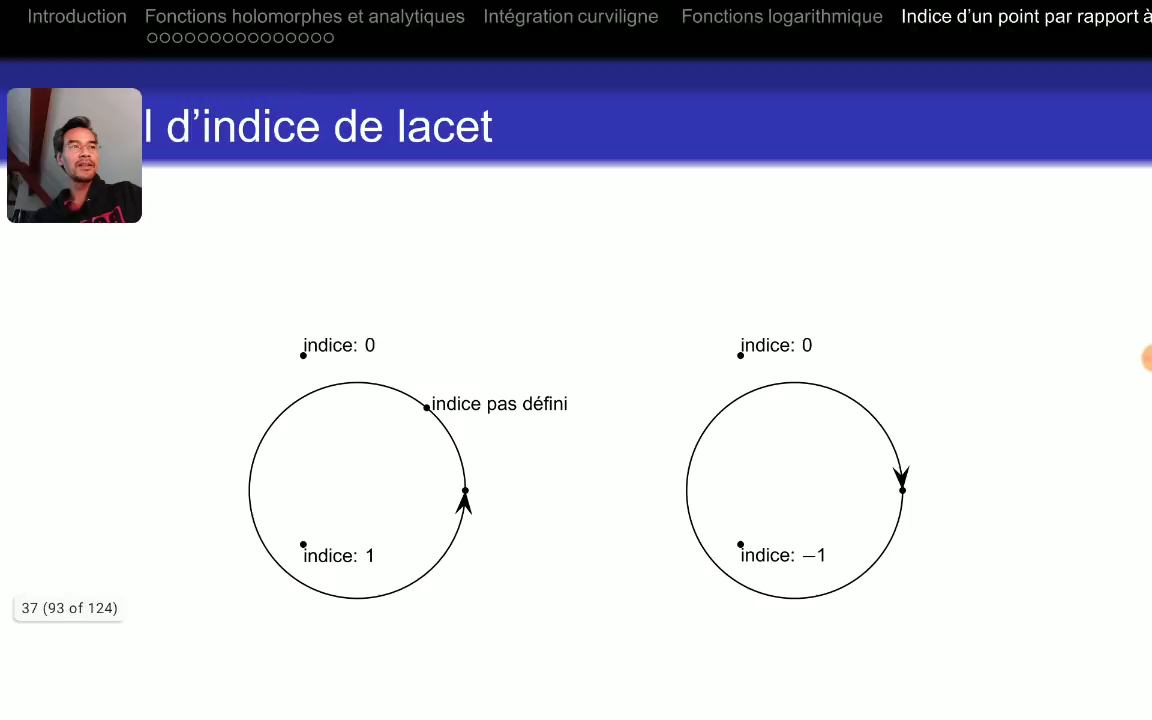 Introduction Fonctions holomorphes et analytiques Intégration curviligne Fonctions logarithmique Indice d'un point par rapport à
l d'indice de lacet
indice: 0 indice: 0
indice pas défini
indice: 1 indice: −1
37 (93 of 124)